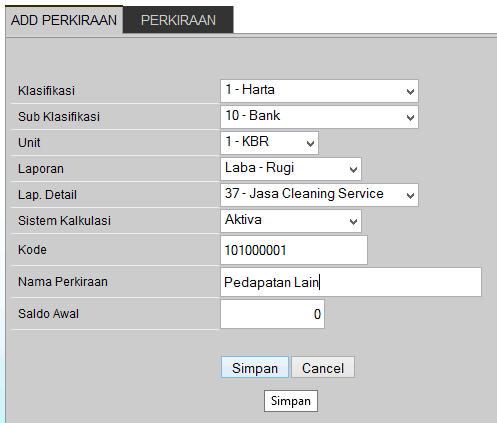 ADD PERKIRAAN PERKIRAAN
Klasifikasi 1 - Harta
Sub Klasifikasi 10 - Bank
Unit 1 - KBR
Laporan Laba - Rugi
Lap. Detail 37 - Jasa Cleaning Service
Sistem Kalkulasi Aktiva
Kode 101000001
Nama Perkiraan Pedapatan Lain
Saldo Awal 0
Simpan Cancel
Simpan